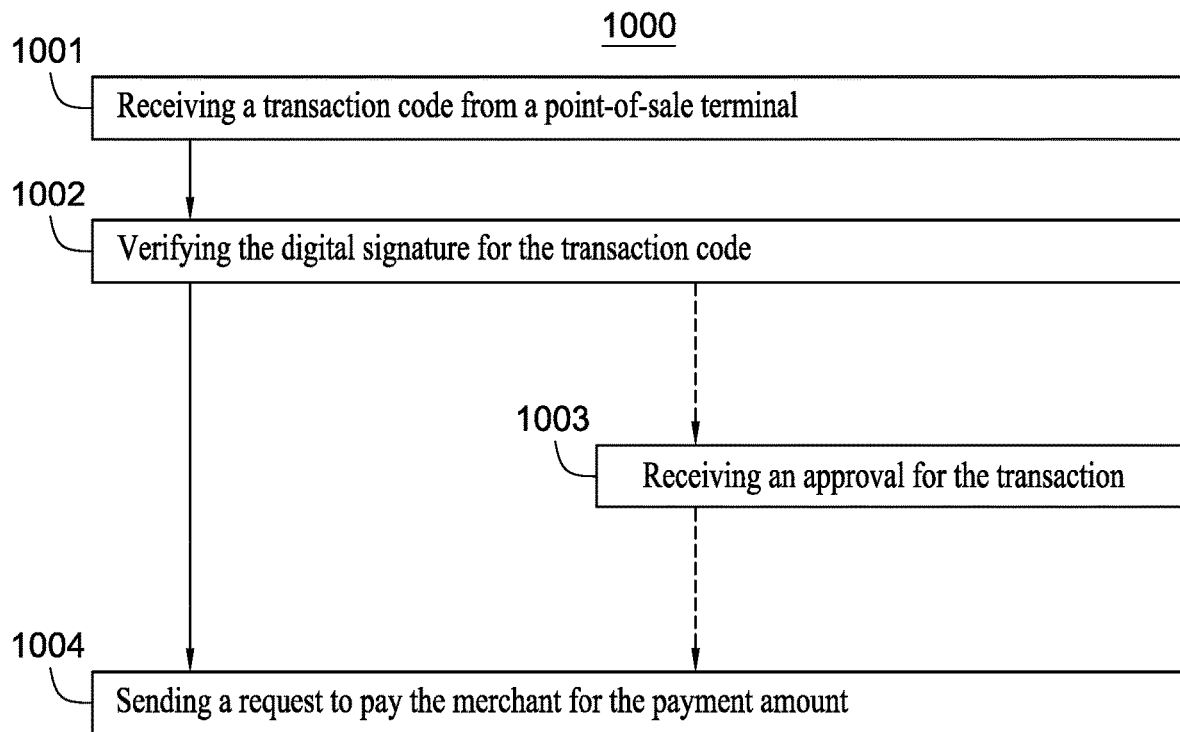 1000
1001
Receiving a transaction code from a point-of-sale terminal
1002
Verifying the digital signature for the transaction code
1003
Receiving an approval for the transaction
1004
Sending a request to pay the merchant for the payment amount